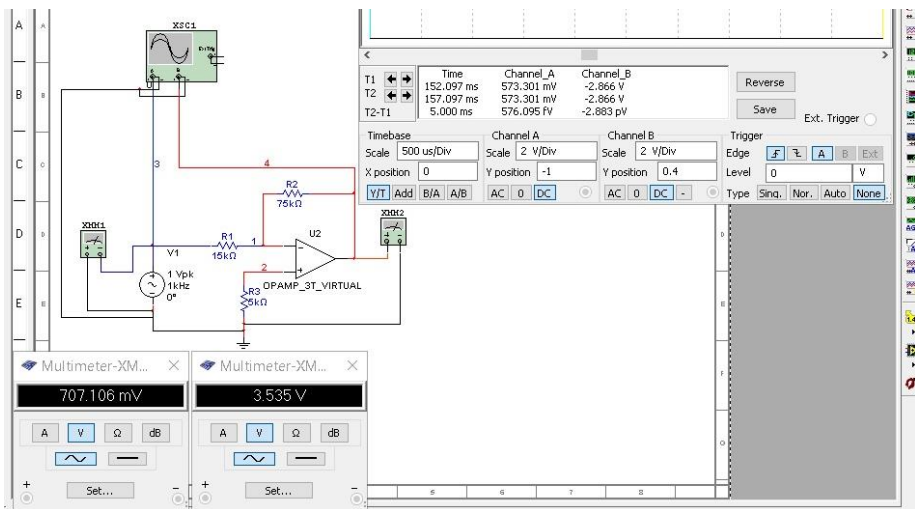 A
A
B
B
C
C
D
D
E
E
XSC1
Ext Trig
3
4
R2
75kΩ
XMM1
XMM2
R1
15kΩ
1
U2
V1
1 Vpk
1kHz
0°
2
OPAMP_3T_VIRTUAL
R3
5kΩ
Time Channel_A Channel_B
T1 152.097 ms 573.301 mV -2.866 V
T2 157.097 ms 573.301 mV -2.866 V
T2-T1 5.000 ms 576.095 fV -2.883 pV
Reverse
Save
Ext. Trigger
Timebase
Scale 500 us/Div
X position 0
Y/T Add B/A A/B
Channel A
Scale 2 V/Div
Y position -1
AC 0 DC
Channel B
Scale 2 V/Div
Y position 0.4
AC 0 DC -
Trigger
Edge A B Ext
Level 0 V
Type Sing. Nor. Auto None
Multimeter-XM...
707.106 mV
A V Ω dB
+ Set... -
Multimeter-XM...
3.535 V
A V Ω dB
+ Set... -
D
E
F
G
5 6 7 8